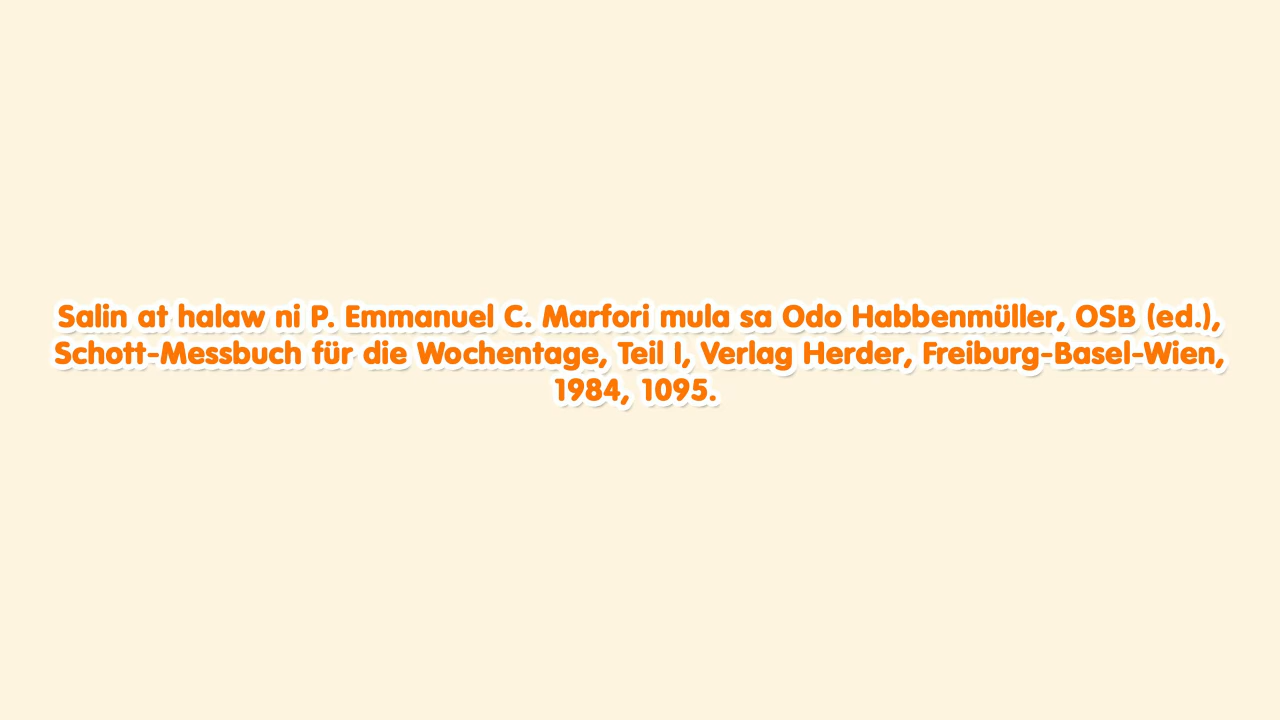 Salin at halaw ni P. Emmanuel C. Marfori mula sa Odo Habbenmüller, OSB (ed.),
Schott-Messbuch für die Wochentage, Teil I, Verlag Herder, Freiburg-Basel-Wien,
1984, 1095.